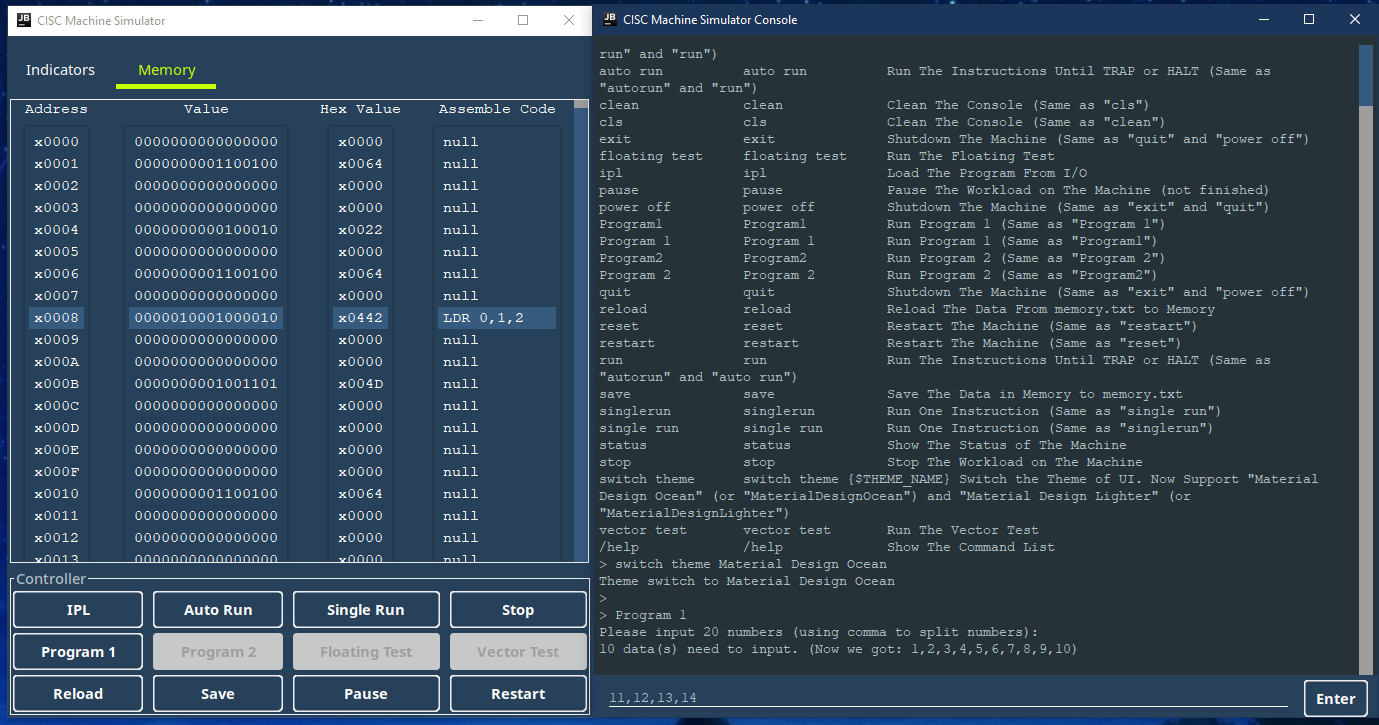 JB CISC Machine Simulator
Indicators Memory
Address Value Hex Value Assemble Code
x0000 0000000000000000 x0000 null
x0001 0000000001100100 x0064 null
x0002 0000000000000000 x0000 null
x0003 0000000000000000 x0000 null
x0004 0000000000100010 x0022 null
x0005 0000000000000000 x0000 null
x0006 0000000001100100 x0064 null
x0007 0000000000000000 x0000 null
x0008 0000010001000010 x0442 LDR 0,1,2
x0009 0000000000000000 x0000 null
x000A 0000000000000000 x0000 null
x000B 0000000001001101 x004D null
x000C 0000000000000000 x0000 null
x000D 0000000000000000 x0000 null
x000E 0000000000000000 x0000 null
x000F 0000000000000000 x0000 null
x0010 0000000001100100 x0064 null
x0011 0000000000000000 x0000 null
x0012 0000000000000000 x0000 null
x0013 0000000000000000 x0000 null
Controller
IPL Auto Run Single Run Stop
Program 1 Program 2 Floating Test Vector Test
Reload Save Pause Restart
JB CISC Machine Simulator Console
run" and "run")
auto run auto run Run The Instructions Until TRAP or HALT (Same as
"autorun" and "run")
clean clean Clean The Console (Same as "cls")
cls cls Clean The Console (Same as "clean")
exit exit Shutdown The Machine (Same as "quit" and "power off")
floating test floating test Run The Floating Test
ipl ipl Load The Program From I/O
pause pause Pause The Workload on The Machine (not finished)
power off power off Shutdown The Machine (Same as "exit" and "quit")
Program1 Program1 Run Program 1 (Same as "Program 1")
Program 1 Program 1 Run Program 1 (Same as "Program1")
Program2 Program2 Run Program 2 (Same as "Program 2")
Program 2 Program 2 Run Program 2 (Same as "Program2")
quit quit Shutdown The Machine (Same as "exit" and "power off")
reload reload Reload The Data From memory.txt to Memory
reset reset Restart The Machine (Same as "restart")
restart restart Restart The Machine (Same as "reset")
run run Run The Instructions Until TRAP or HALT (Same as
"autorun" and "auto run")
save save Save The Data in Memory to memory.txt
singlerun singlerun Run One Instruction (Same as "single run")
single run single run Run One Instruction (Same as "singlerun")
status status Show The Status of The Machine
stop stop Stop The Workload on The Machine
switch theme switch theme {$THEME_NAME} Switch the Theme of UI. Now Support "Material
Design Ocean" (or "MaterialDesignOcean") and "Material Design Lighter" (or
"MaterialDesignLighter")
vector test vector test Run The Vector Test
/help /help Show The Command List
> switch theme Material Design Ocean
Theme switch to Material Design Ocean
>
> Program 1
Please input 20 numbers (using comma to split numbers):
10 data(s) need to input. (Now we got: 1,2,3,4,5,6,7,8,9,10)
11,12,13,14
Enter